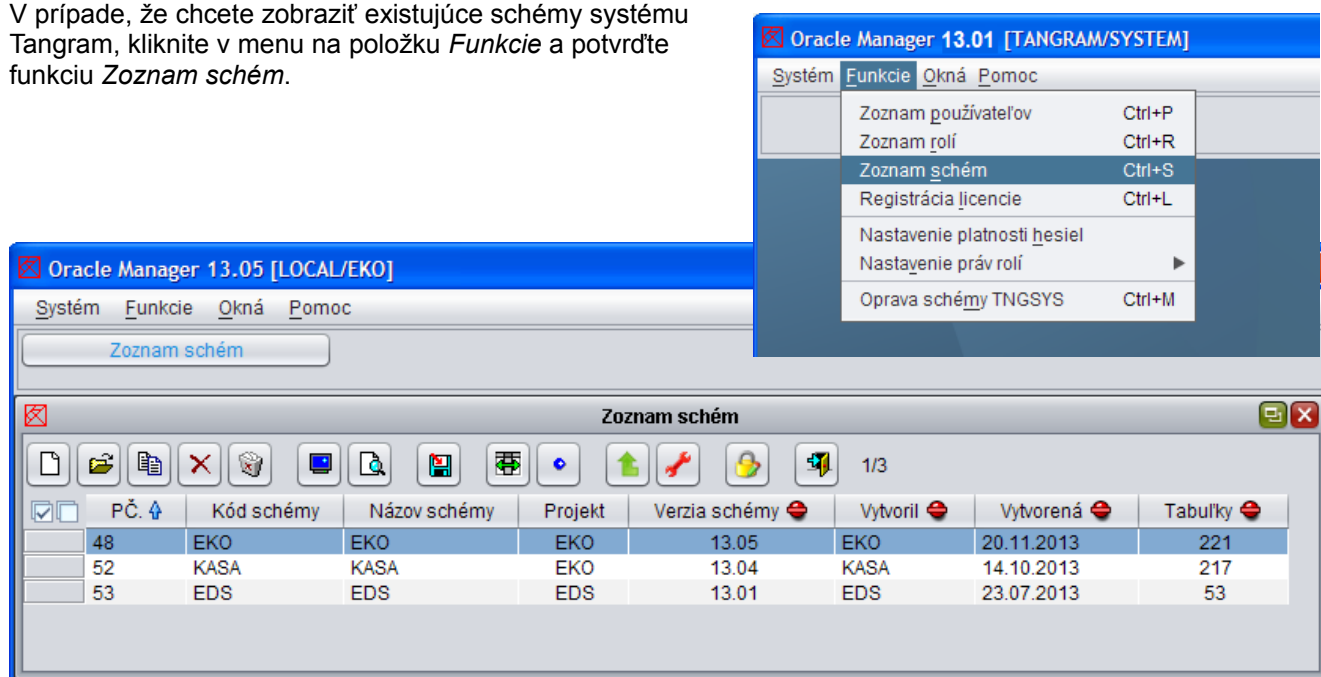 V prípade, že chcete zobraziť existujúce schémy systému
Tangram, kliknite v menu na položku Funkcie a potvrďte
funkciu Zoznam schém.
Oracle Manager 13.01 [TANGRAM/SYSTEM]
Systém Funkcie Okná Pomoc
Zoznam používateľov Ctrl+P
Zoznam rolí Ctrl+R
Zoznam schém Ctrl+S
Registrácia licencie Ctrl+L
Nastavenie platnosti hesiel
Nastavenie práv rolí
Oprava schémy TNGSYS Ctrl+M
Oracle Manager 13.05 [LOCAL/EKO]
Systém Funkcie Okná Pomoc
Zoznam schém
Zoznam schém
1/3
PČ. Kód schémy Názov schémy Projekt Verzia schémy Vytvoril Vytvorená Tabuľky
48 EKO EKO EKO 13.05 EKO 20.11.2013 221
52 KASA KASA EKO 13.04 KASA 14.10.2013 217
53 EDS EDS EDS 13.01 EDS 23.07.2013 53